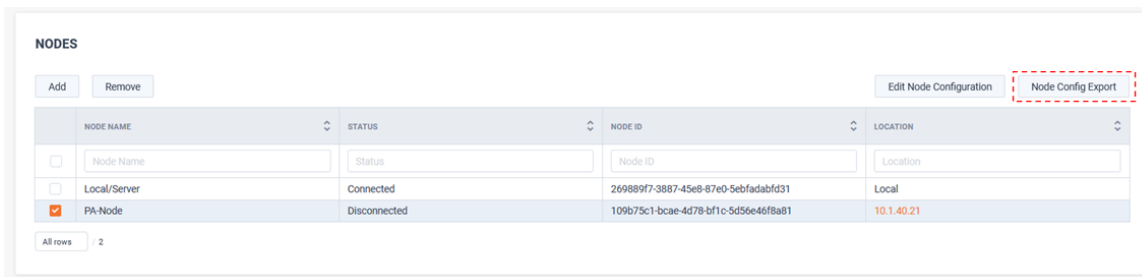 NODES
Add Remove Edit Node Configuration Node Config Export
NODE NAME STATUS NODE ID LOCATION
Node Name Status Node ID Location
Local/Server Connected 269889f7-3887-45e8-87e0-5ebfadabfd31 Local
PA-Node Disconnected 109b75c1-bcae-4d78-bf1c-5d56e46f8a81 10.1.40.21
All rows / 2